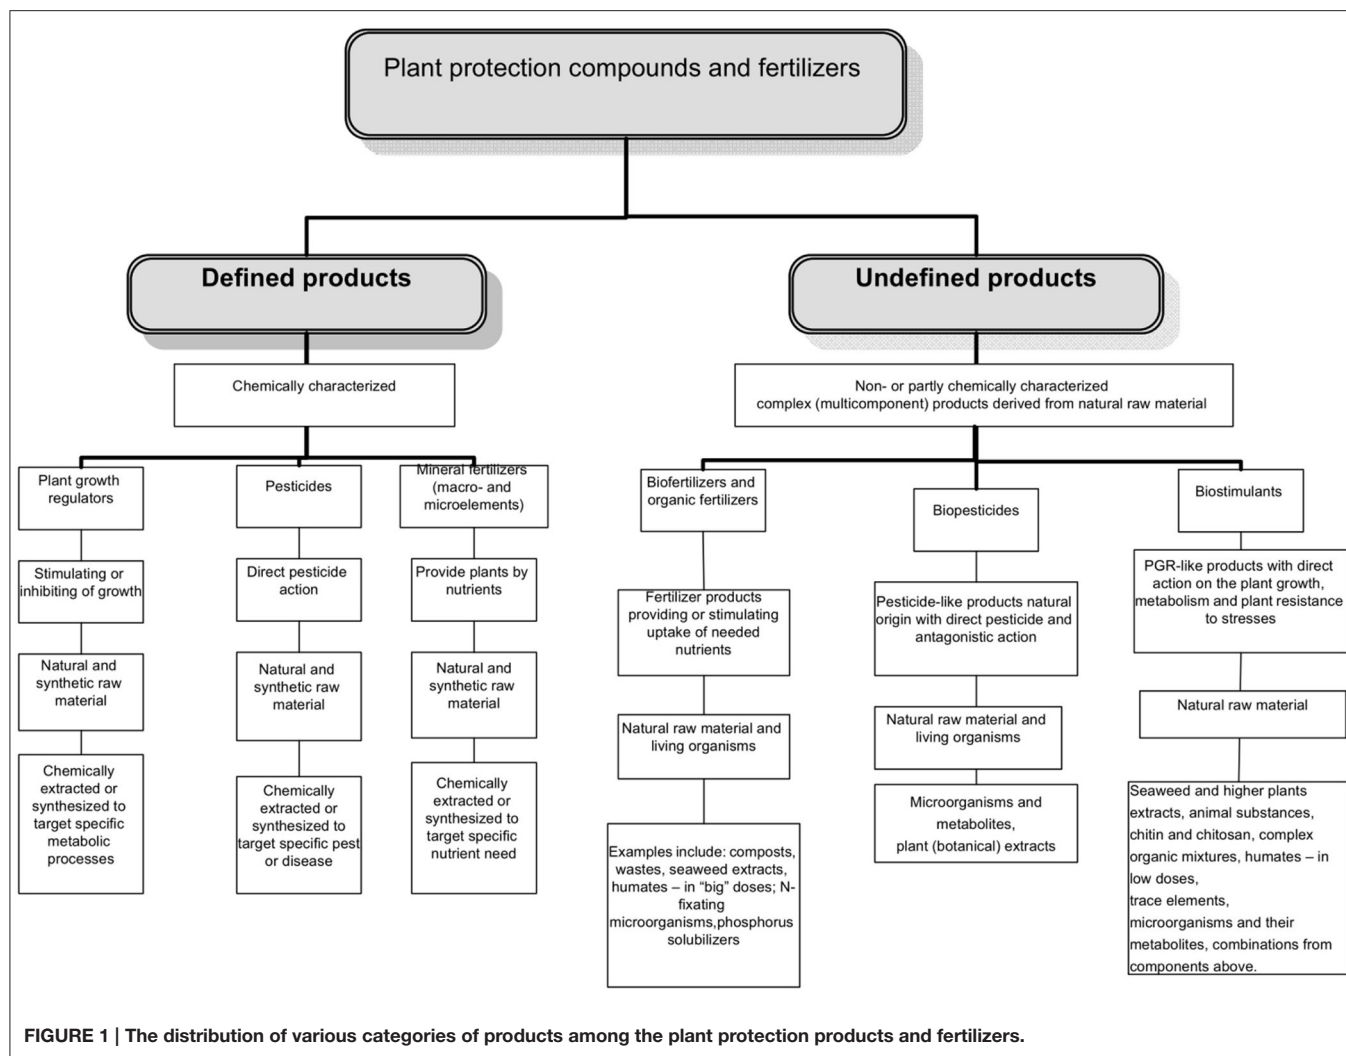 Plant protection compounds and fertilizers
Defined products
Undefined products
Chemically characterized
Non- or partly chemically characterized
complex (multicomponent) products derived from natural raw material
Plant growth
regulators
Pesticides
Mineral fertilizers
(macro- and
microelements)
Biofertilizers and
organic fertilizers
Biopesticides
Biostimulants
Stimulating or
inhibiting of growth
Direct pesticide
action
Provide plants by
nutrients
Fertilizer products
providing or stimulating
uptake of needed
nutrients
Pesticide-like products natural
origin with direct pesticide and
antagonistic action
PGR-like products with direct
action on the plant growth,
metabolism and plant resistance
to stresses
Natural and
synthetic raw
material
Natural and
synthetic raw
material
Natural and
synthetic raw
material
Natural raw material and
living organisms
Natural raw material and
living organisms
Natural raw material
Chemically
extracted or
synthesized to
target specific
metabolic
processes
Chemically
extracted or
synthesized to
target specific pest
or disease
Chemically
extracted or
synthesized to
target specific
nutrient need
Examples include: composts,
wastes, seaweed extracts,
humates – in “big” doses; N-
fixating
microorganisms,phosphorus
solubilizers
Microorganisms and
metabolites,
plant (botanical) extracts
Seaweed and higher plants
extracts, animal substances,
chitin and chitosan, complex
organic mixtures, humates – in
low doses,
trace elements,
microorganisms and their
metabolites, combinations from
components above.
FIGURE 1 | The distribution of various categories of products among the plant protection products and fertilizers.